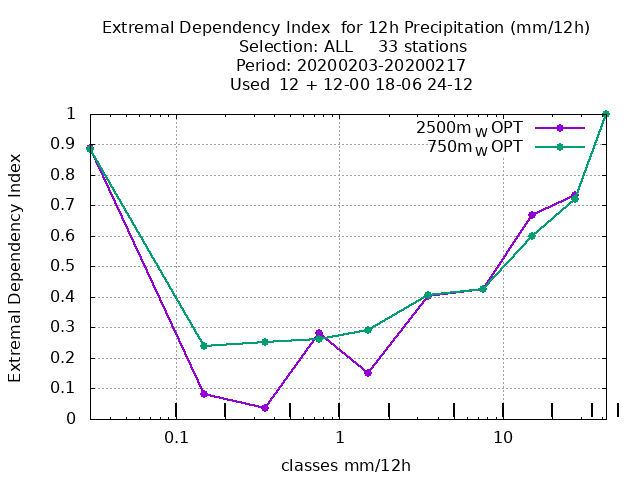 Extremal Dependency Index  for 12h Precipitation (mm/12h)
Selection: ALL     33 stations
Period: 20200203-20200217
Used  12 + 12-00 18-06 24-12
2500m W OPT
750m W OPT
1
0.9
0.8
0.7
0.6
0.5
0.4
0.3
0.2
0.1
0
Extremal Dependency Index
0.1
1
10
classes mm/12h